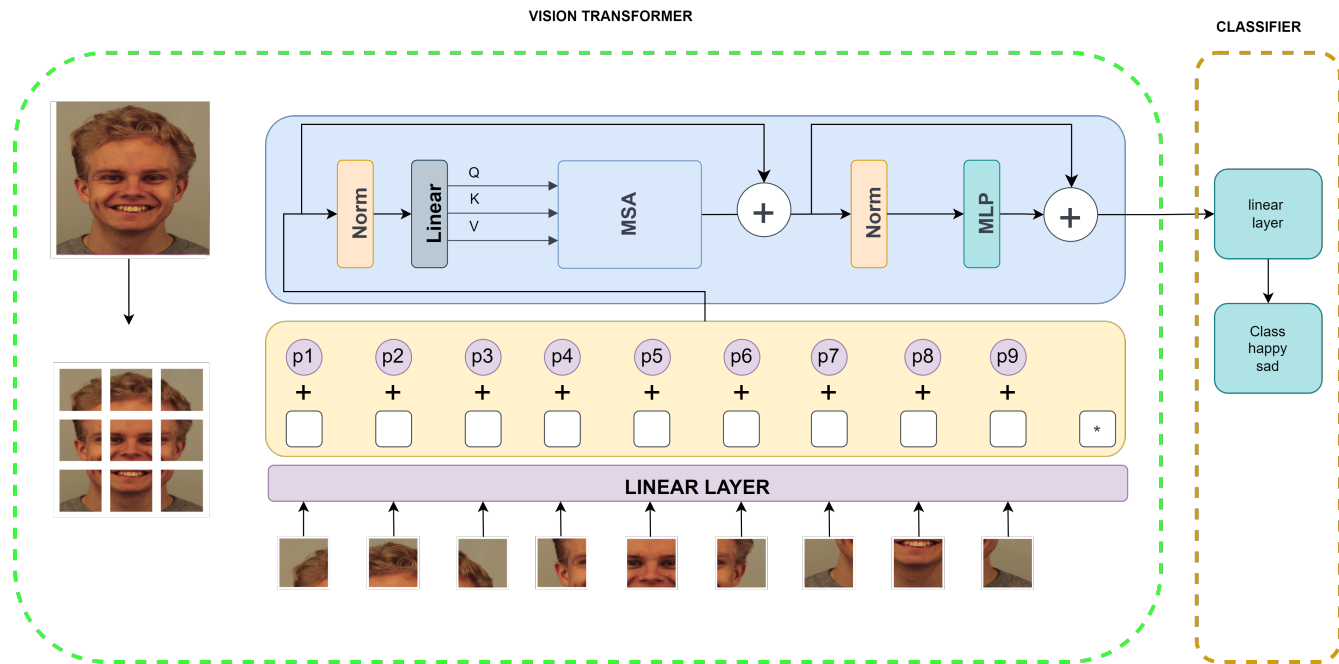 VISION TRANSFORMER
CLASSIFIER
Norm
Linear
Q
K
V
MSA
+
Norm
MLP
+
linear
layer
Class
happy
sad
p1 p2 p3 p4 p5 p6 p7 p8 p9
+ + + + + + + + +
*
LINEAR LAYER